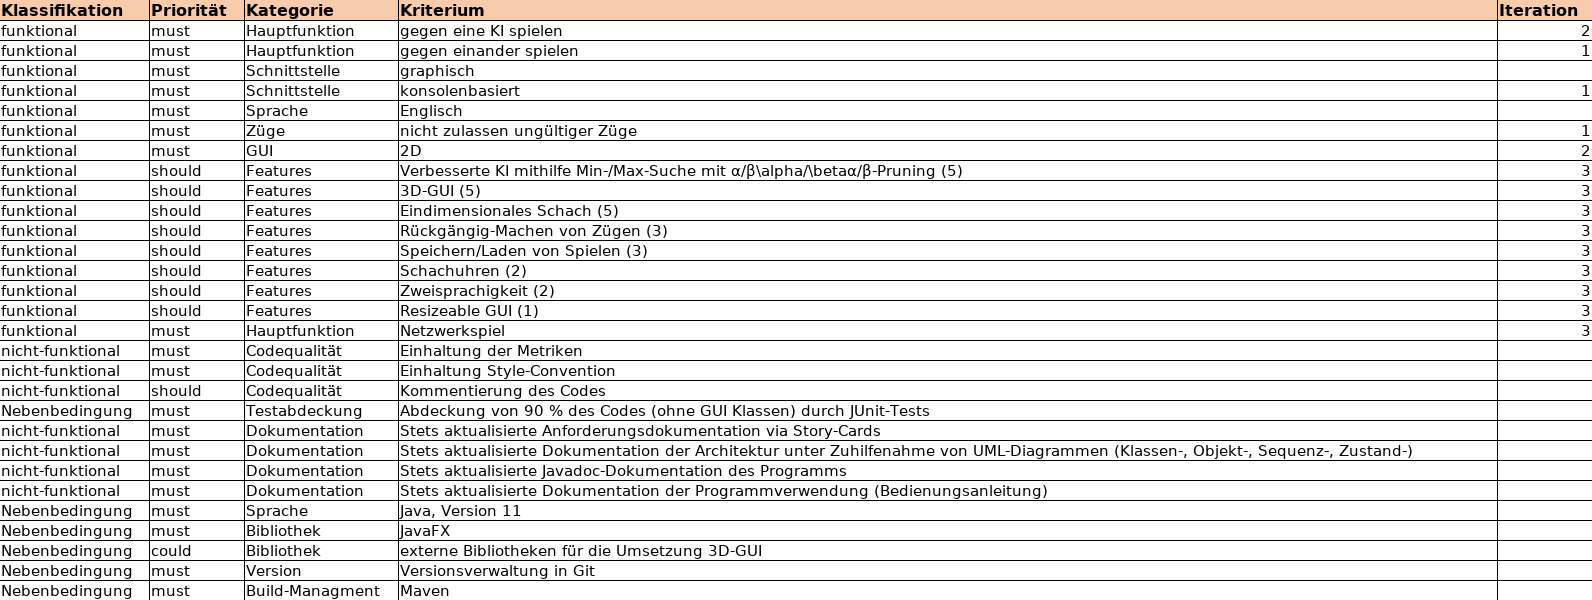 Klassifikation Priorität Kategorie Kriterium Iteration
funktional must Hauptfunktion gegen eine KI spielen 2
funktional must Hauptfunktion gegen einander spielen 1
funktional must Schnittstelle graphisch
funktional must Schnittstelle konsolenbasiert 1
funktional must Sprache Englisch
funktional must Züge nicht zulassen ungültiger Züge 1
funktional must GUI 2D 2
funktional should Features Verbesserte KI mithilfe Min-/Max-Suche mit α/β\alpha/\betaα/β-Pruning (5) 3
funktional should Features 3D-GUI (5) 3
funktional should Features Eindimensionales Schach (5) 3
funktional should Features Rückgängig-Machen von Zügen (3) 3
funktional should Features Speichern/Laden von Spielen (3) 3
funktional should Features Schachuhren (2) 3
funktional should Features Zweisprachigkeit (2) 3
funktional should Features Resizeable GUI (1) 3
funktional must Hauptfunktion Netzwerkspiel 3
nicht-funktional must Codequalität Einhaltung der Metriken
nicht-funktional must Codequalität Einhaltung Style-Convention
nicht-funktional should Codequalität Kommentierung des Codes
Nebenbedingung must Testabdeckung Abdeckung von 90 % des Codes (ohne GUI Klassen) durch JUnit-Tests
nicht-funktional must Dokumentation Stets aktualisierte Anforderungsdokumentation via Story-Cards
nicht-funktional must Dokumentation Stets aktualisierte Dokumentation der Architektur unter Zuhilfenahme von UML-Diagrammen (Klassen-, Objekt-, Sequenz-, Zustand-)
nicht-funktional must Dokumentation Stets aktualisierte Javadoc-Dokumentation des Programms
nicht-funktional must Dokumentation Stets aktualisierte Dokumentation der Programmverwendung (Bedienungsanleitung)
Nebenbedingung must Sprache Java, Version 11
Nebenbedingung must Bibliothek JavaFX
Nebenbedingung could Bibliothek externe Bibliotheken für die Umsetzung 3D-GUI
Nebenbedingung must Version Versionsverwaltung in Git
Nebenbedingung must Build-Managment Maven